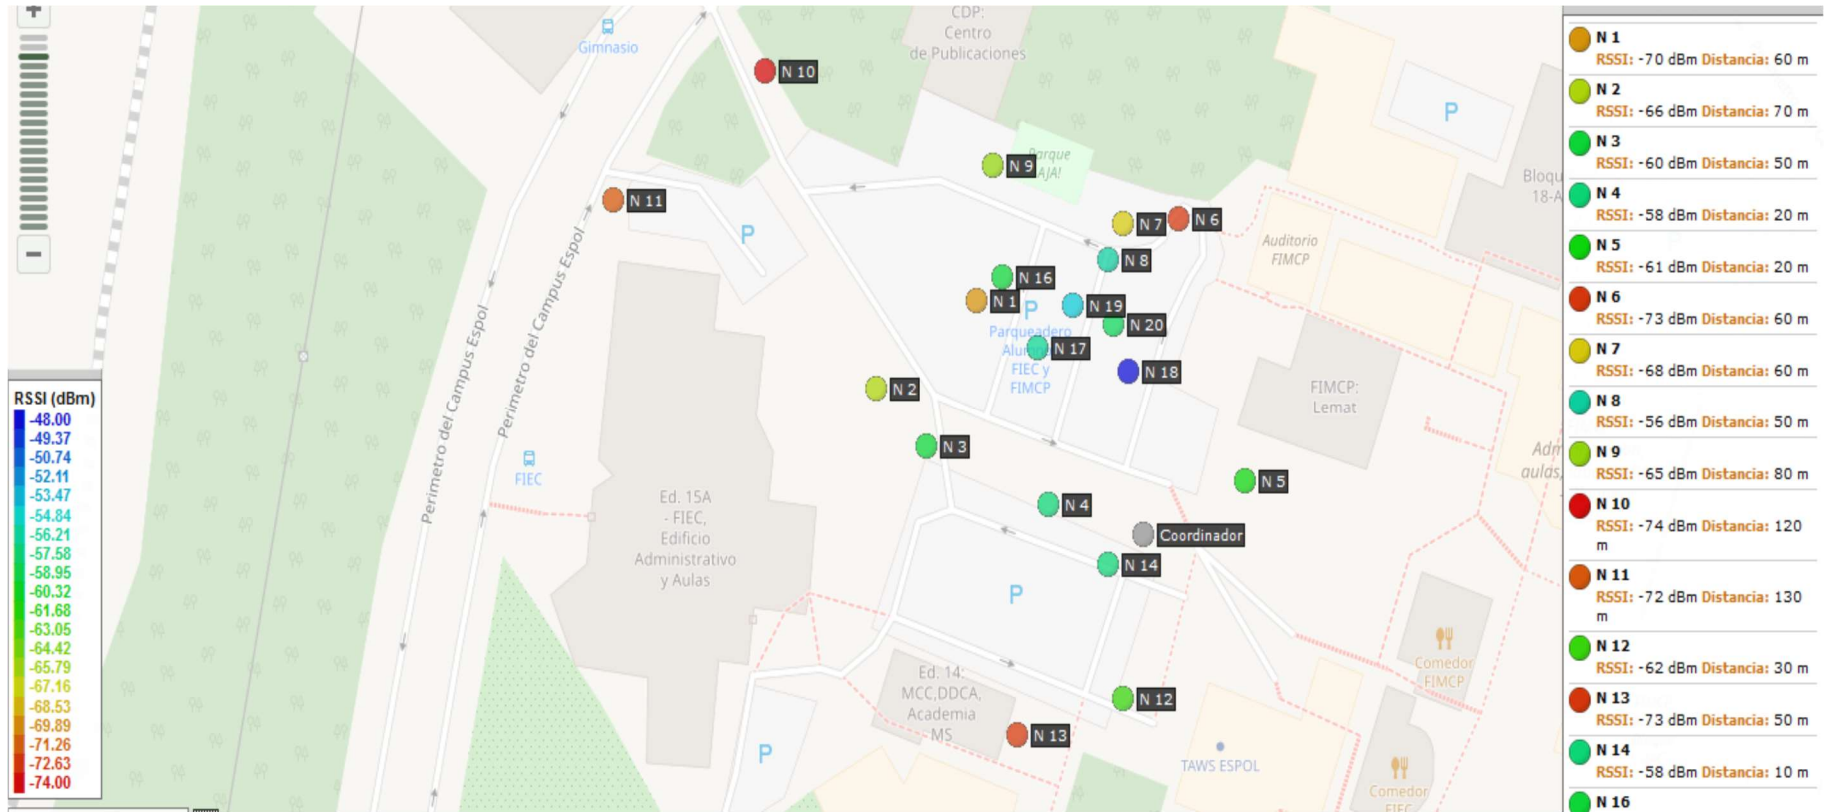 +
Gimnasio
CDP:
Centro
de Publicaciones
N 10
P
N 9
Parque
AJA!
N 11
P
N 7
N 6
Auditorio
FIMCP
N 8
N 16
N 1
P
N 19
N 20
Parqueadero
FIEC y
FIMCP
N 17
N 18
N 2
FIMCP:
Lemat
Perimetro del Campus Espol
Perimetro del Campus Espol
N 3
FIEC
N 5
Ed. 15A
- FIEC,
Edificio
Administrativo
y Aulas
N 4
Coordinador
N 14
P
Comedor
FIMCP
Ed. 14:
MCC,DDCA,
Academia
MS
N 12
N 13
P
TAWS ESPOL
Comedor
FIEC
18-A
aulas,
−
RSSI (dBm)
-48.00
-49.37
-50.74
-52.11
-53.47
-54.84
-56.21
-57.58
-58.95
-60.32
-61.68
-63.05
-64.42
-65.79
-67.16
-68.53
-69.89
-71.26
-72.63
-74.00
N 1
RSSI: -70 dBm Distancia: 60 m
N 2
RSSI: -66 dBm Distancia: 70 m
N 3
RSSI: -60 dBm Distancia: 50 m
N 4
RSSI: -58 dBm Distancia: 20 m
N 5
RSSI: -61 dBm Distancia: 20 m
N 6
RSSI: -73 dBm Distancia: 60 m
N 7
RSSI: -68 dBm Distancia: 60 m
N 8
RSSI: -56 dBm Distancia: 50 m
N 9
RSSI: -65 dBm Distancia: 80 m
N 10
RSSI: -74 dBm Distancia: 120
m
N 11
RSSI: -72 dBm Distancia: 130
m
N 12
RSSI: -62 dBm Distancia: 30 m
N 13
RSSI: -73 dBm Distancia: 50 m
N 14
RSSI: -58 dBm Distancia: 10 m
N 16